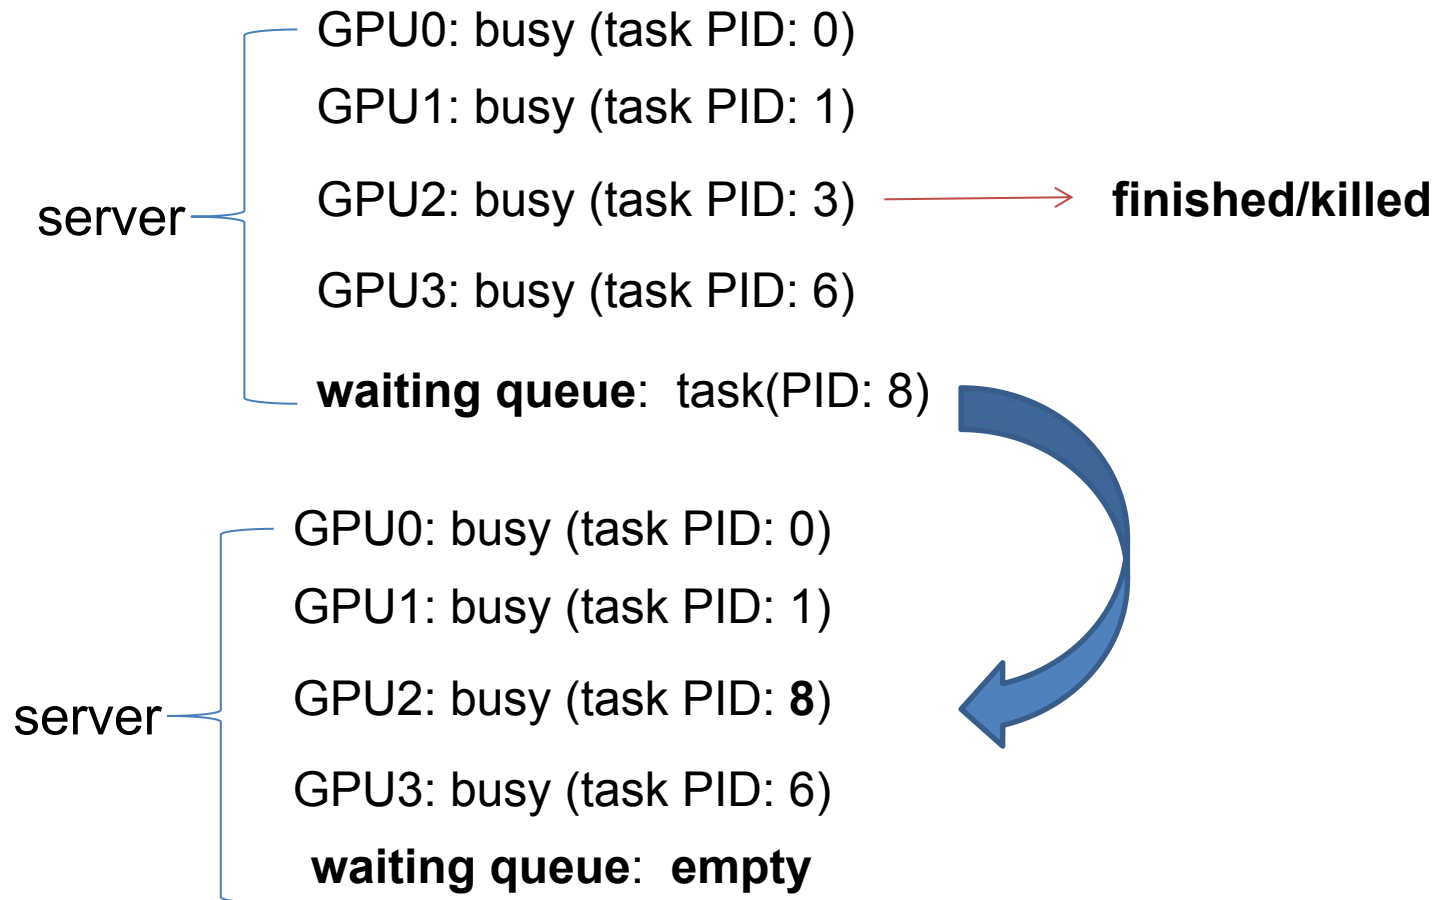 GPU0: busy (task PID: 0)
GPU1: busy (task PID: 1)
server
GPU2: busy (task PID: 3)
finished/killed
GPU3: busy (task PID: 6)
waiting queue: task(PID: 8)
GPU0: busy (task PID: 0)
GPU1: busy (task PID: 1)
server
GPU2: busy (task PID: 8)
GPU3: busy (task PID: 6)
waiting queue: empty